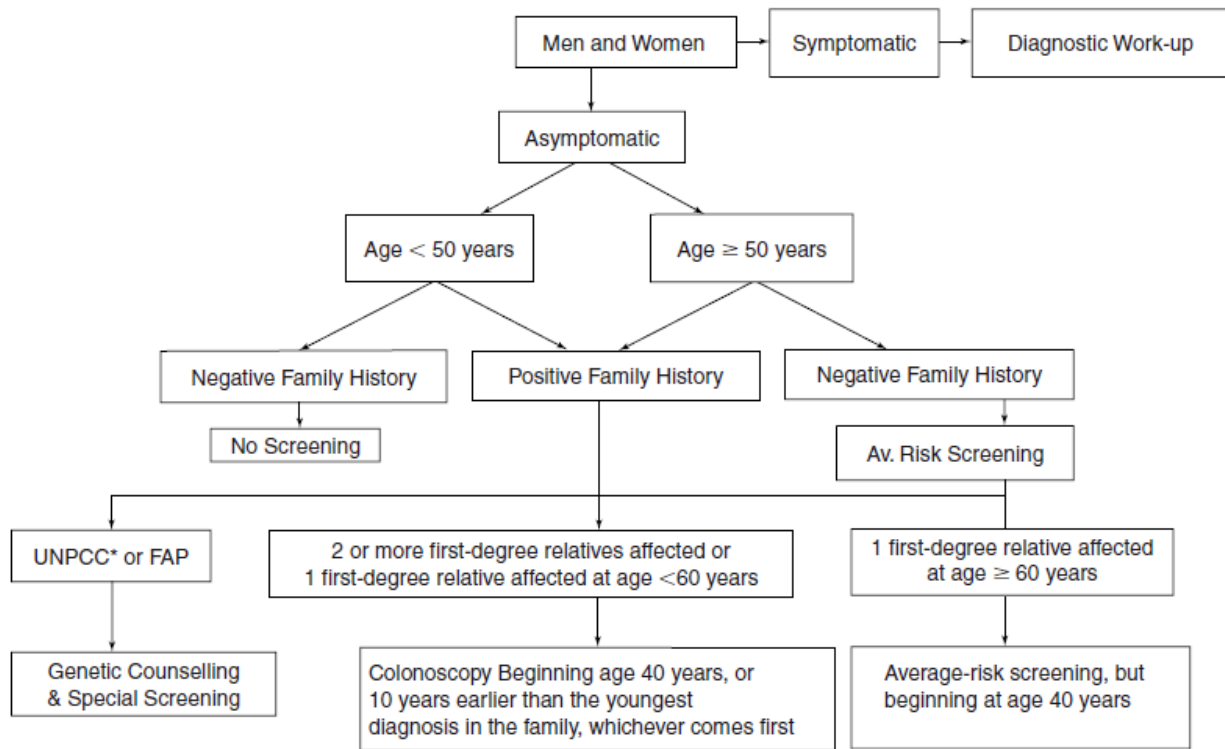 Men and Women
Symptomatic
Diagnostic Work-up
Asymptomatic
Age < 50 years
Age ≥ 50 years
Negative Family History
Positive Family History
Negative Family History
No Screening
Av. Risk Screening
UNPCC* or FAP
2 or more first-degree relatives affected or
1 first-degree relative affected at age <60 years
1 first-degree relative affected
at age ≥ 60 years
Genetic Counselling
& Special Screening
Colonoscopy Beginning age 40 years, or
10 years earlier than the youngest
diagnosis in the family, whichever comes first
Average-risk screening, but
beginning at age 40 years